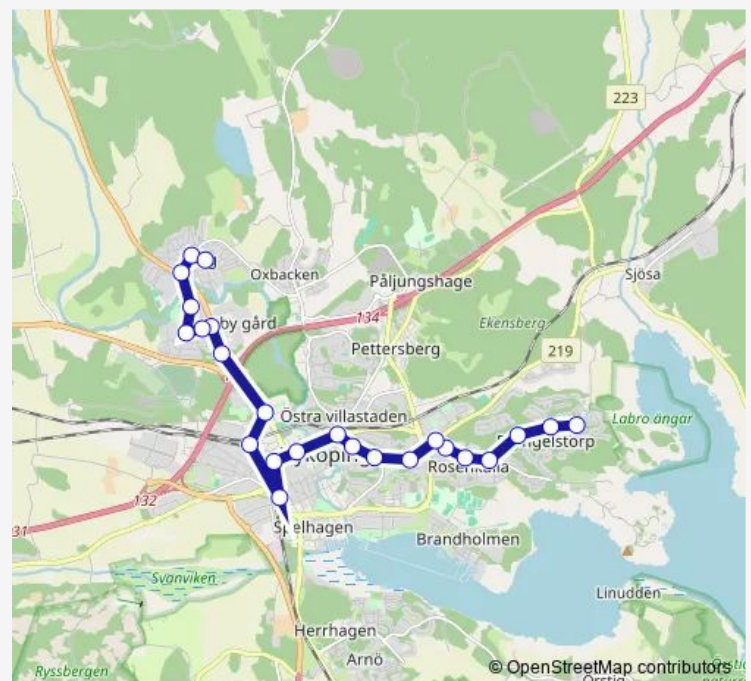 223
Oxbacken
Påljungshage
Sjösa
134
by gård
Ekensberg
219
Pettersberg
Östra villastaden
Labro ängar
Rosenkälla
132
31
Spelhagen
Brandholmen
Svanviken
Linudden
Herrhagen
Arnö
Ryssbergen
© OpenStreetMap contributors